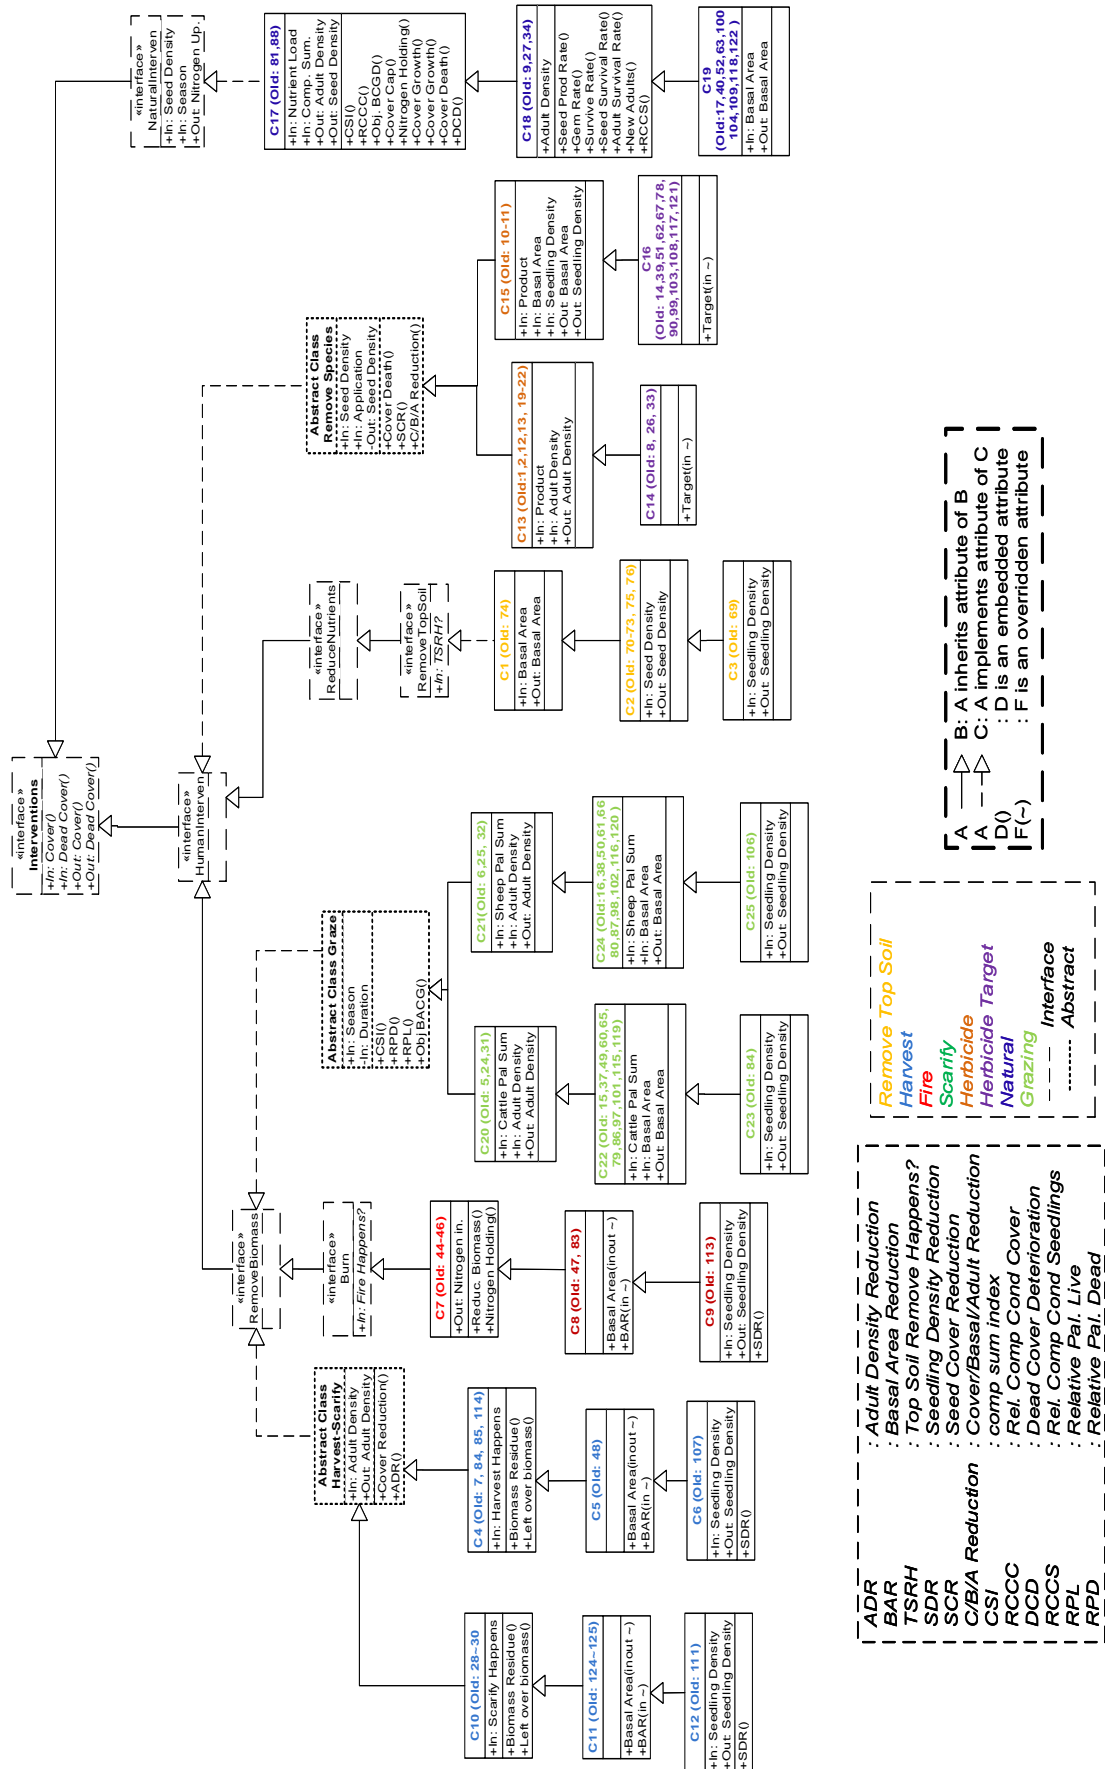 «interface»
Interventions
+In: Cover()
+In: Dead Cover()
+Out: Cover()
+Out: Dead Cover()
«interface»
HumanInterven
«interface»
NaturalInterven
+In: Seed Density
+In: Season
+Out: Nitrogen Up.
C17 (Old: 81,88)
+In: Nutrient Load
+In: Comp. Sum.
+Out: Adult Density
+Out: Seed Density
+CSI()
+RCCC()
+Obj. BCGD()
+Cover Cap()
+Nitrogen Holding()
+Cover Growth()
+Cover Growth()
+Cover Death()
+DCD()
C18 (Old: 9,27,34)
+Adult Density
+Seed Prod Rate()
+Gem Rate()
+Survive Rate()
+Seed Survival Rate()
+Adult Survival Rate()
+New Adults()
+RCCS()
C19
(Old:17,40,52,63,100
104,109,118,122 )
+In: Basal Area
+Out: Basal Area
Abstract Class
Remove Species
+In: Seed Density
+In: Application
-Out: Seed Density
+Cover Death()
+SCR()
+C/B/A Reduction()
C15 (Old: 10-11)
+In: Product
+In: Basal Area
+In: Seedling Density
+Out: Basal Area
+Out: Seedling Density
C16
(Old: 14,39,51,62,67,78,
90,99,103,108,117,121)
+Target(in ~)
C13 (Old:1,2,12,13, 19-22)
+In: Product
+In: Adult Density
+Out: Adult Density
C14 (Old: 8, 26, 33)
+Target(in ~)
«interface»
ReduceNutrients
«interface»
RemoveTopSoil
+In: TSRH?
C1 (Old: 74)
+In: Basal Area
+Out: Basal Area
C2 (Old: 70-73, 75, 76)
+In: Seed Density
+Out: Seed Density
C3 (Old: 69)
+In: Seedling Density
+Out: Seedling Density
«interface»
RemoveBiomass
Abstract Class Graze
+In: Season
-In: Duration
+CSI()
+RPD()
+RPL()
+ObjBACG()
C21(Old: 6,25, 32)
+In: Sheep Pal Sum
+In: Adult Density
+Out: Adult Density
C24 (Old:16,38,50,61,66
80,87,98,102,116,120 )
+In: Sheep Pal Sum
+In: Basal Area
+Out: Basal Area
C25 (Old: 106)
+In: Seedling Density
+Out: Seedling Density
C20 (Old: 5,24,31)
+In: Cattle Pal Sum
+In: Adult Density
+Out: Adult Density
C22 (Old: 15,37,49,60,65,
79,86,97,101,115,119)
+In: Cattle Pal Sum
+In: Basal Area
+Out: Basal Area
C23 (Old: 84)
+In: Seedling Density
+Out: Seedling Density
«interface»
Burn
+In: Fire Happens?
C7 (Old: 44-46)
+Out: Nitrogen in.
+Reduc. Biomass()
+Nitrogen Holding()
C8 (Old: 47, 83)
+Basal Area(inout ~)
+BAR(in ~)
C9 (Old: 113)
+In: Seedling Density
+Out: Seedling Density
+SDR()
Abstract Class
Harvest-Scarify
+In: Adult Density
+Out: Adult Density
+Cover Reduction()
+ADR()
C4 (Old: 7, 84, 85, 114)
+In: Harvest Happens
+Biomass Residue()
+Left over biomass()
C5 (Old: 48)
+Basal Area(inout ~)
+BAR(in ~)
C6 (Old: 107)
+In: Seedling Density
+Out: Seedling Density
+SDR()
C10 (Old: 28~30
+In: Scarify Happens
+Biomass Residue()
+Left over biomass()
C11 (Old: 124~125)
+Basal Area(inout ~)
+BAR(in ~)
C12 (Old: 111)
+In: Seedling Density
+Out: Seedling Density
+SDR()
ADR : Adult Density Reduction
BAR : Basal Area Reduction
TSRH : Top Soil Remove Happens?
SDR : Seedling Density Reduction
SCR : Seed Cover Reduction
C/B/A Reduction : Cover/Basal/Adult Reduction
CSI : comp sum index
RCCC : Rel. Comp Cond Cover
DCD : Dead Cover Deterioration
RCCS : Rel. Comp Cond Seedlings
RPL : Relative Pal. Live
RPD : Relative Pal. Dead
Remove Top Soil
Harvest
Fire
Scarify
Herbicide
Herbicide Target
Natural
Grazing
Interface
Abstract
A B: A inherits attribute of B
A C: A implements attribute of C
D() : D is an embedded attribute
F(~) : F is an overridden attribute